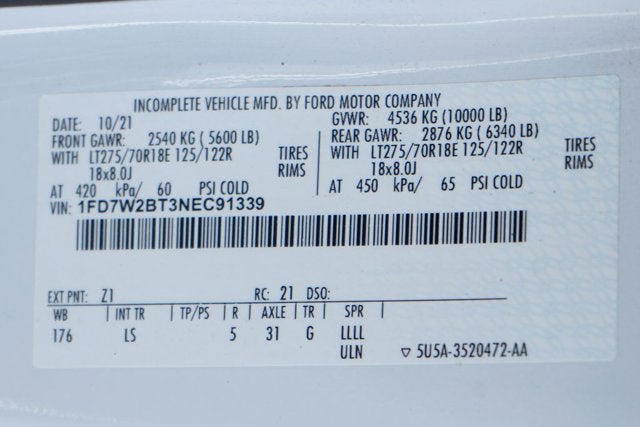 INCOMPLETE VEHICLE MFD. BY FORD MOTOR COMPANY
DATE: 10/21 GVWR: 4536 KG (10000 LB)
FRONT GAWR: 2540 KG ( 5600 LB) REAR GAWR: 2876 KG ( 6340 LB)
WITH LT275/70R18E 125/122R TIRES WITH LT275/70R18E 125/122R TIRES
18x8.0J RIMS 18x8.0J RIMS
AT 420 kPa/ 60 PSI COLD AT 450 kPa/ 65 PSI COLD
VIN: 1FD7W2BT3NEC91339
EXT PNT: Z1 RC: 21 DSO:
WB | INT TR | TP/PS | R | AXLE | TR | SPR |
176 LS 5 31 G LLLL
ULN ▽ 5U5A-3520472-AA